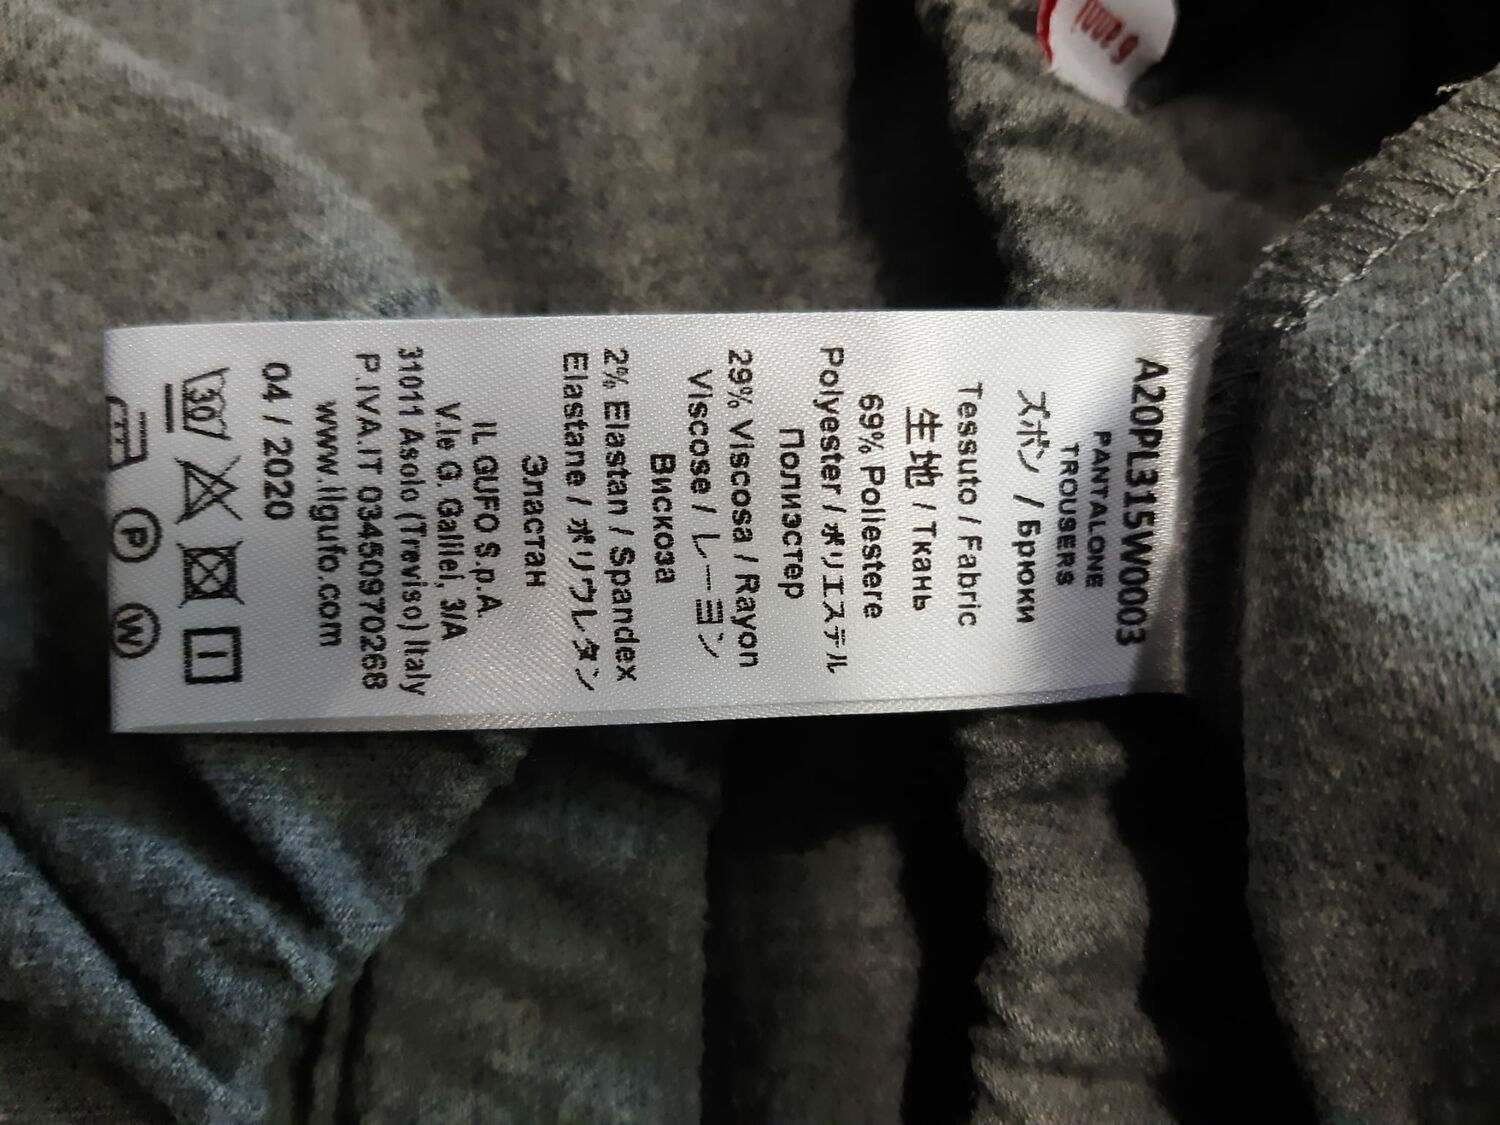 A20PL315W0003
PANTALONE
TROUSERS
ズボン / Брюки
Tessuto / Fabric
生地 / Ткань
69% Poliestere
Polyester / ポリエステル
Полиэстер
29% Viscosa / Rayon
Viscose / レーヨン
Вискоза
2% Elastan / Spandex
Elastane / ポリウレタン
Эластан
IL GUFO S.p.A.
V.le G. Galilei, 3/A
31011 Asolo (Treviso) Italy
P.IVA.IT 03450970268
www.ilgufo.com
04 / 2020
30
P W
6 anni